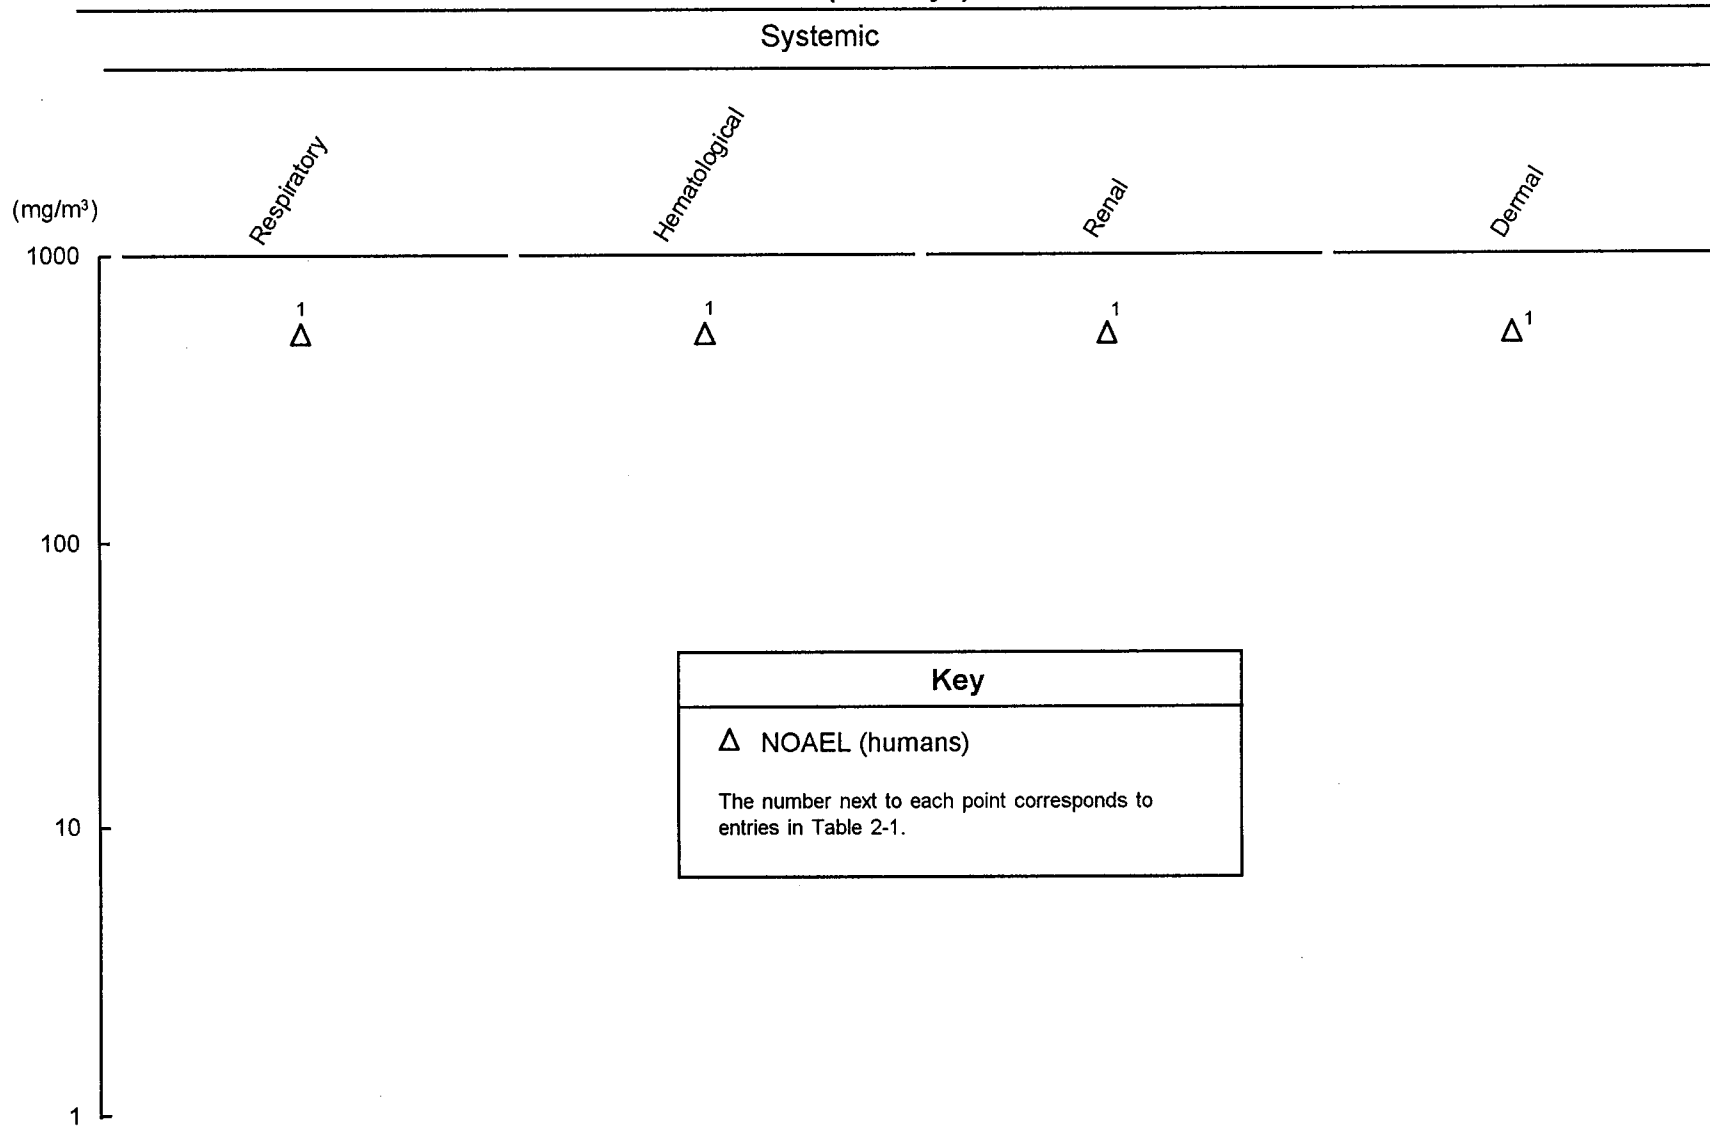 Systemic
Respiratory
Hematological
Renal
Dermal
(mg/m³)
1000
1
1
1
1
100
10
1
Key
Δ NOAEL (humans)
The number next to each point corresponds to
entries in Table 2-1.